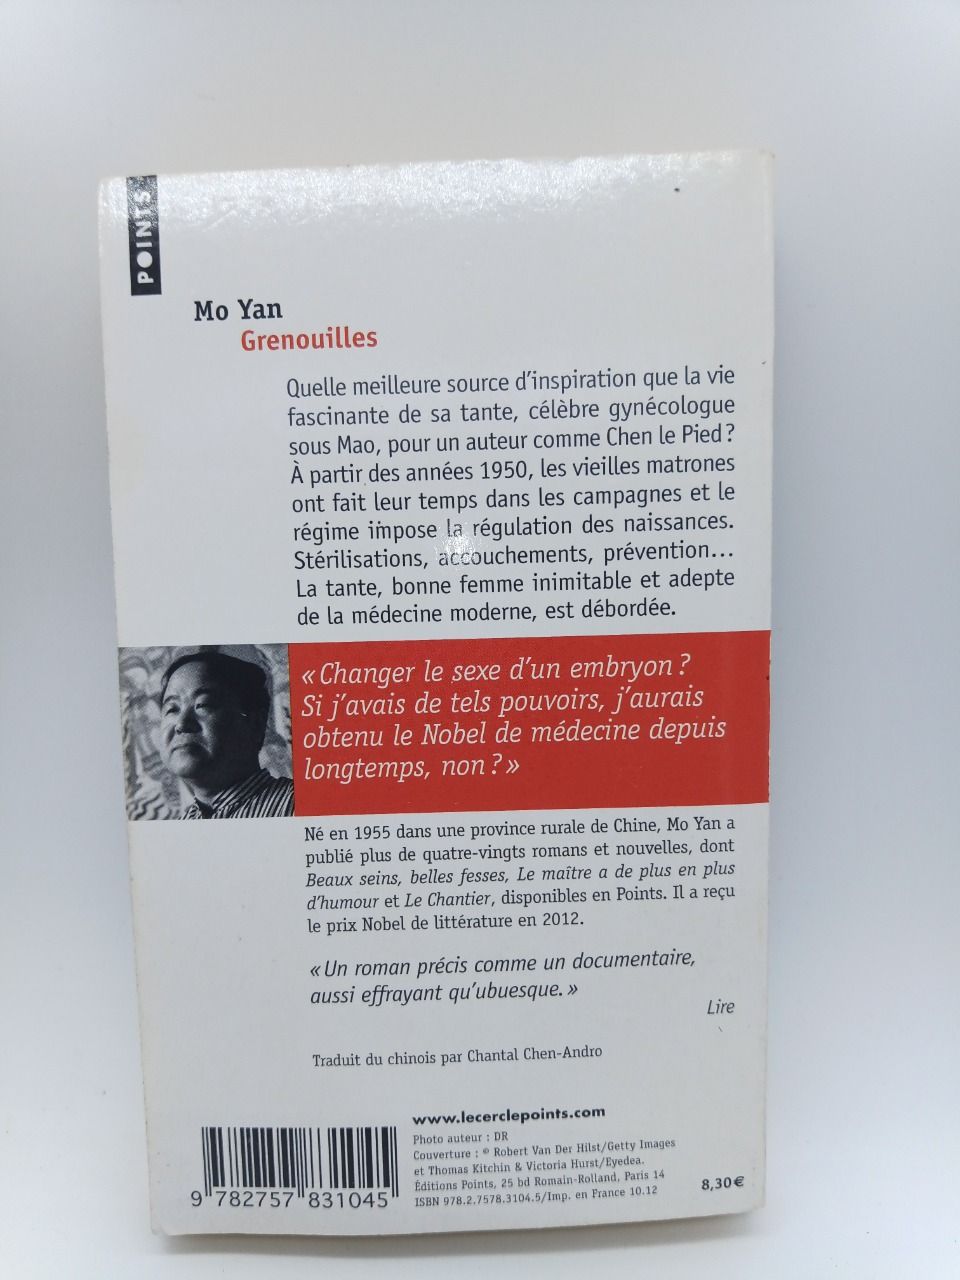 POINTS
Mo Yan
Grenouilles
Quelle meilleure source d'inspiration que la vie
fascinante de sa tante, célèbre gynécologue
sous Mao, pour un auteur comme Chen le Pied ?
À partir des années 1950, les vieilles matrones
ont fait leur temps dans les campagnes et le
régime impose la régulation des naissances.
Stérilisations, accouchements, prévention...
La tante, bonne femme inimitable et adepte
de la médecine moderne, est débordée.
« Changer le sexe d'un embryon ?
Si j'avais de tels pouvoirs, j'aurais
obtenu le Nobel de médecine depuis
longtemps, non ? »
Né en 1955 dans une province rurale de Chine, Mo Yan a
publié plus de quatre-vingts romans et nouvelles, dont
Beaux seins, belles fesses, Le maître a de plus en plus
d'humour et Le Chantier, disponibles en Points. Il a reçu
le prix Nobel de littérature en 2012.
« Un roman précis comme un documentaire,
aussi effrayant qu'ubuesque. »
Lire
Traduit du chinois par Chantal Chen-Andro
www.lecerclepoints.com
Photo auteur : DR
Couverture : © Robert Van Der Hilst/Getty Images
et Thomas Kitchin & Victoria Hurst/Eyedea.
Éditions Points, 25 bd Romain-Rolland, Paris 14
ISBN 978.2.7578.3104.5/Imp. en France 10.12
8,30€
9 782757 831045